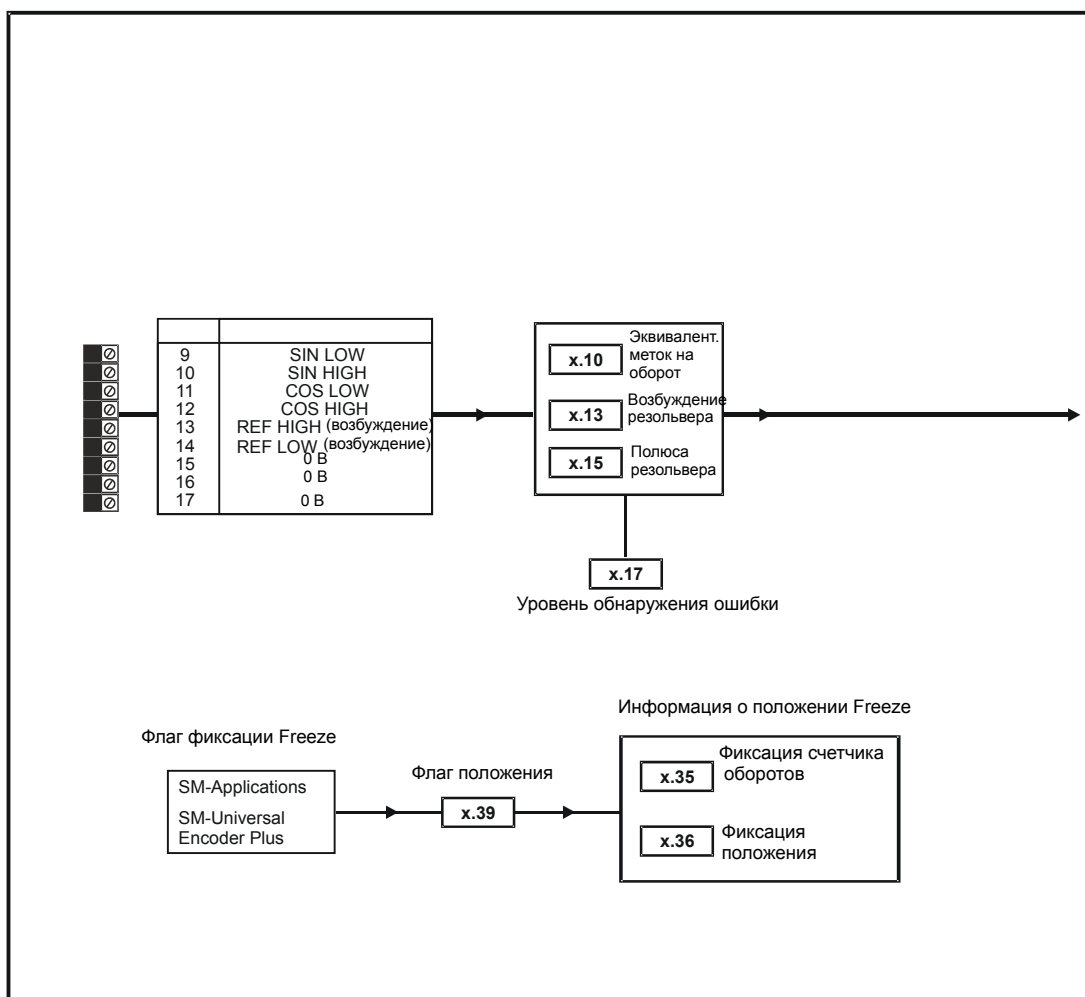 9 SIN LOW
10 SIN HIGH
11 COS LOW
12 COS HIGH
13 REF HIGH (возбуждение)
14 REF LOW (возбуждение)
15 0 В
16 0 В
17 0 В
x.10 Эквивалент.
меток на
оборот
x.13 Возбуждение
резольвера
x.15 Полюса
резольвера
x.17
Уровень обнаружения ошибки
Информация о положении Freeze
Флаг фиксации Freeze
SM-Applications
SM-Universal
Encoder Plus
Флаг положения
x.39
x.35 Фиксация счетчика
оборотов
x.36 Фиксация
положения